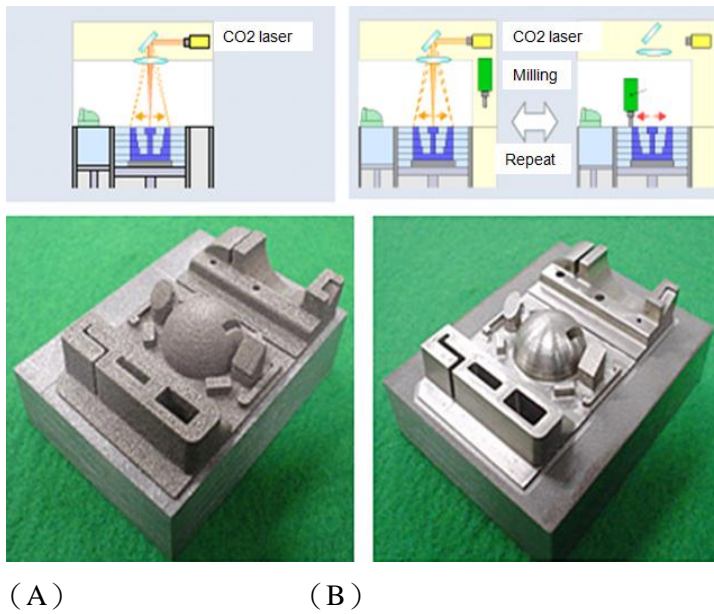 CO2 laser
CO2 laser
Milling
Repeat
（A） （B）